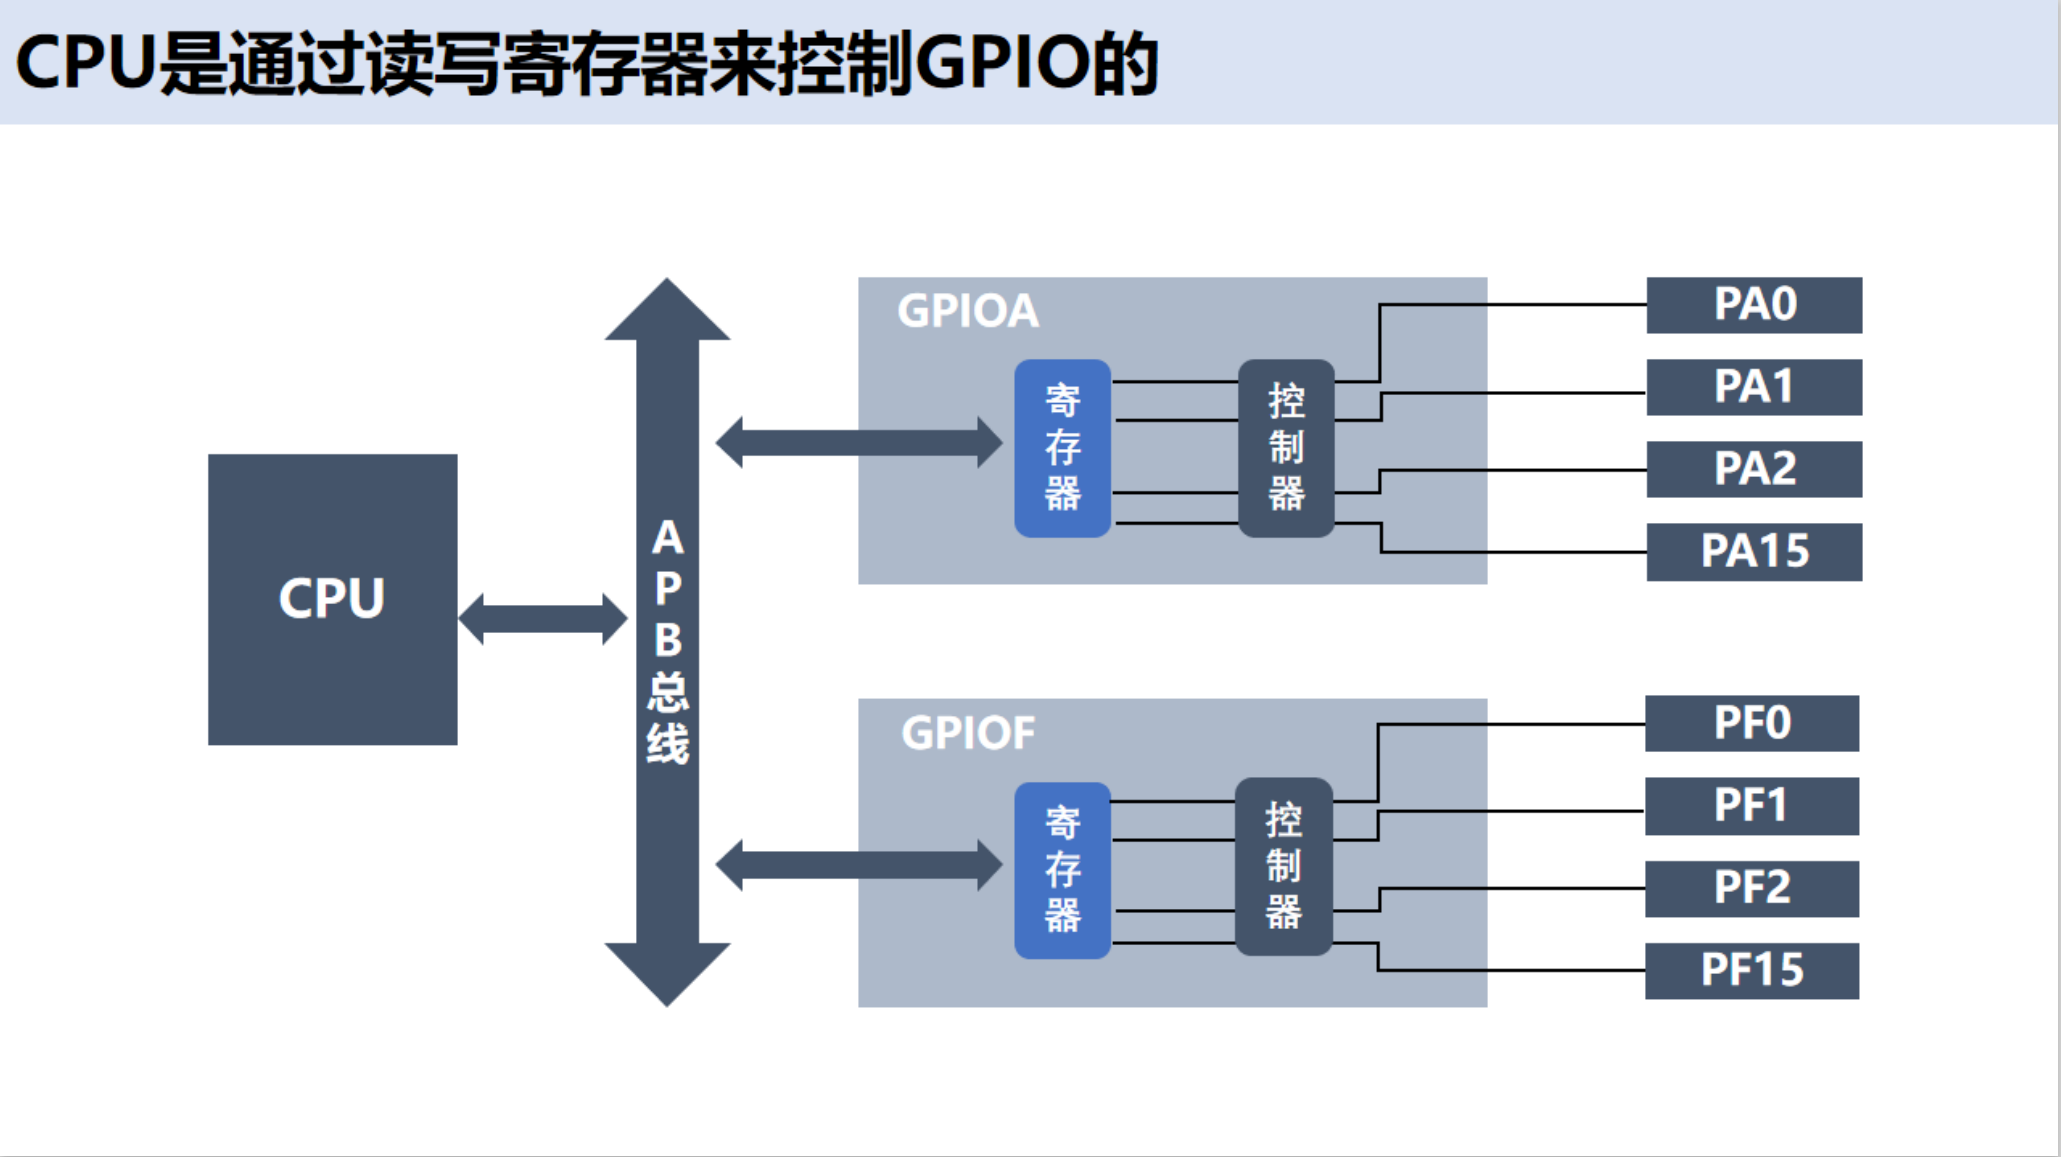 CPU是通过读写寄存器来控制GPIO的
CPU
APB总线
GPIOA
寄存器
控制器
PA0
PA1
PA2
PA15
GPIOF
寄存器
控制器
PF0
PF1
PF2
PF15